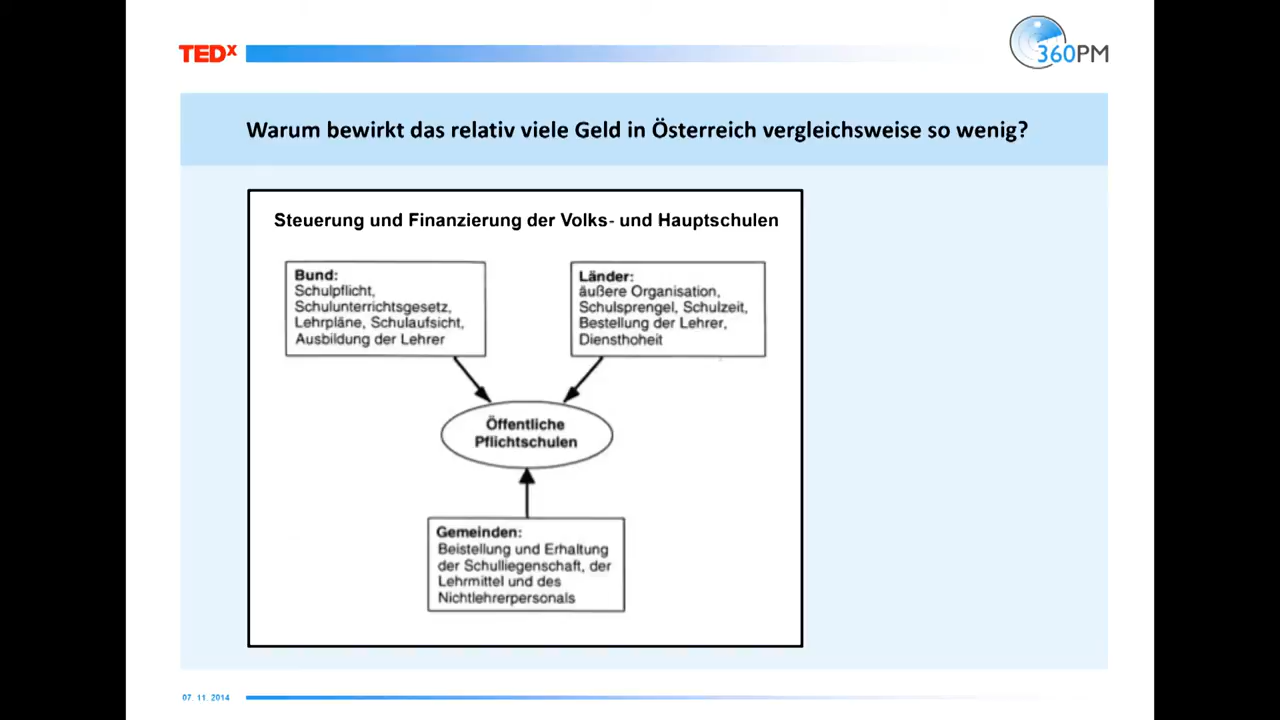 TEDx
360PM
Warum bewirkt das relativ viele Geld in Österreich vergleichsweise so wenig?
Steuerung und Finanzierung der Volks- und Hauptschulen
Bund:
Schulpflicht,
Schulunterrichtsgesetz,
Lehrpläne, Schulaufsicht,
Ausbildung der Lehrer
Länder:
äußere Organisation,
Schulsprengel, Schulzeit,
Bestellung der Lehrer,
Diensthoheit
Öffentliche
Pflichtschulen
Gemeinden:
Beistellung und Erhaltung
der Schulliegenschaft, der
Lehrmittel und des
Nichtlehrerpersonals
07. 11. 2014